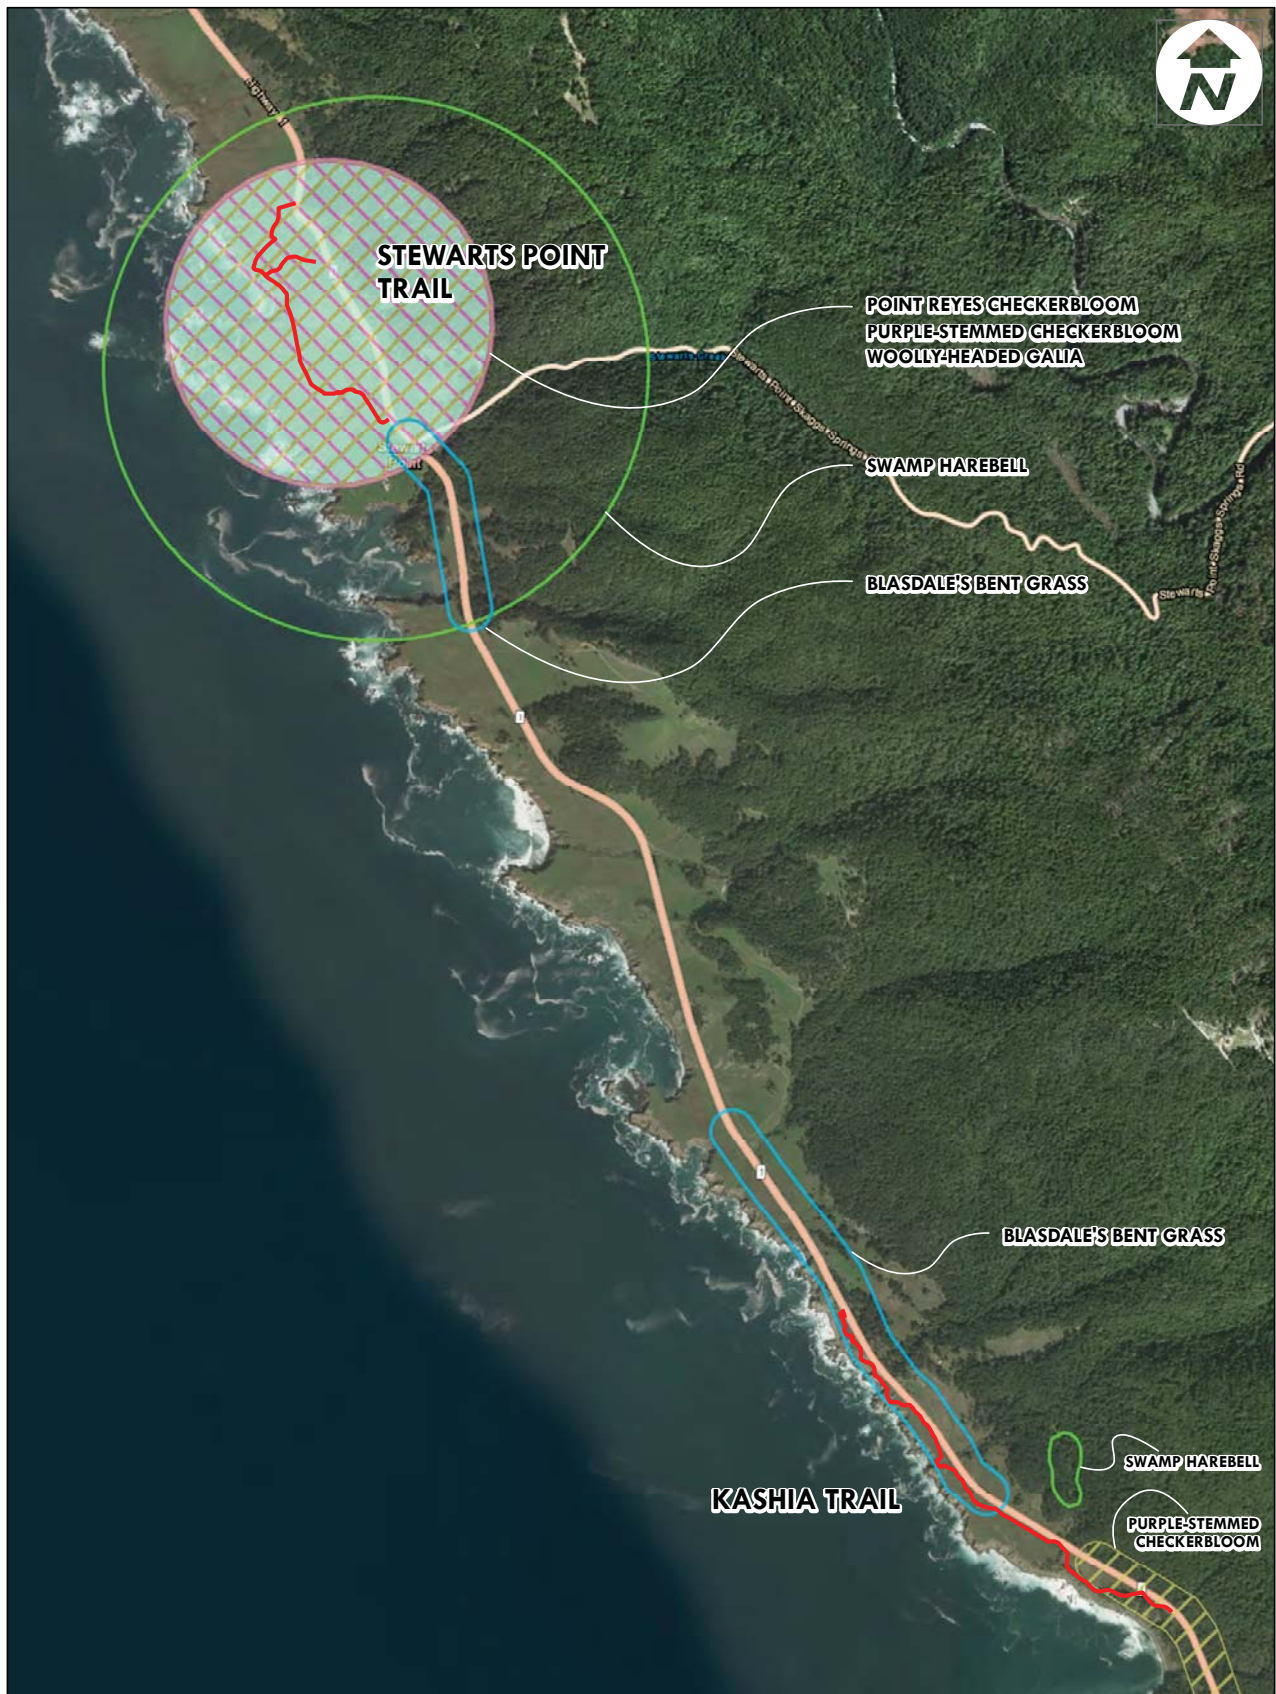 N
Highway 1
STEWARTS POINT
TRAIL
POINT REYES CHECKERBLOOM
PURPLE-STEMMED CHECKERBLOOM
WOOLLY-HEADED GALIA
Stewarts Point Skaggs Springs
Stewarts
Point Skaggs Springs Rd
Point
SWAMP HAREBELL
BLASDALE'S BENT GRASS
1
1
BLASDALE'S BENT GRASS
SWAMP HAREBELL
KASHIA TRAIL
PURPLE-STEMMED
CHECKERBLOOM